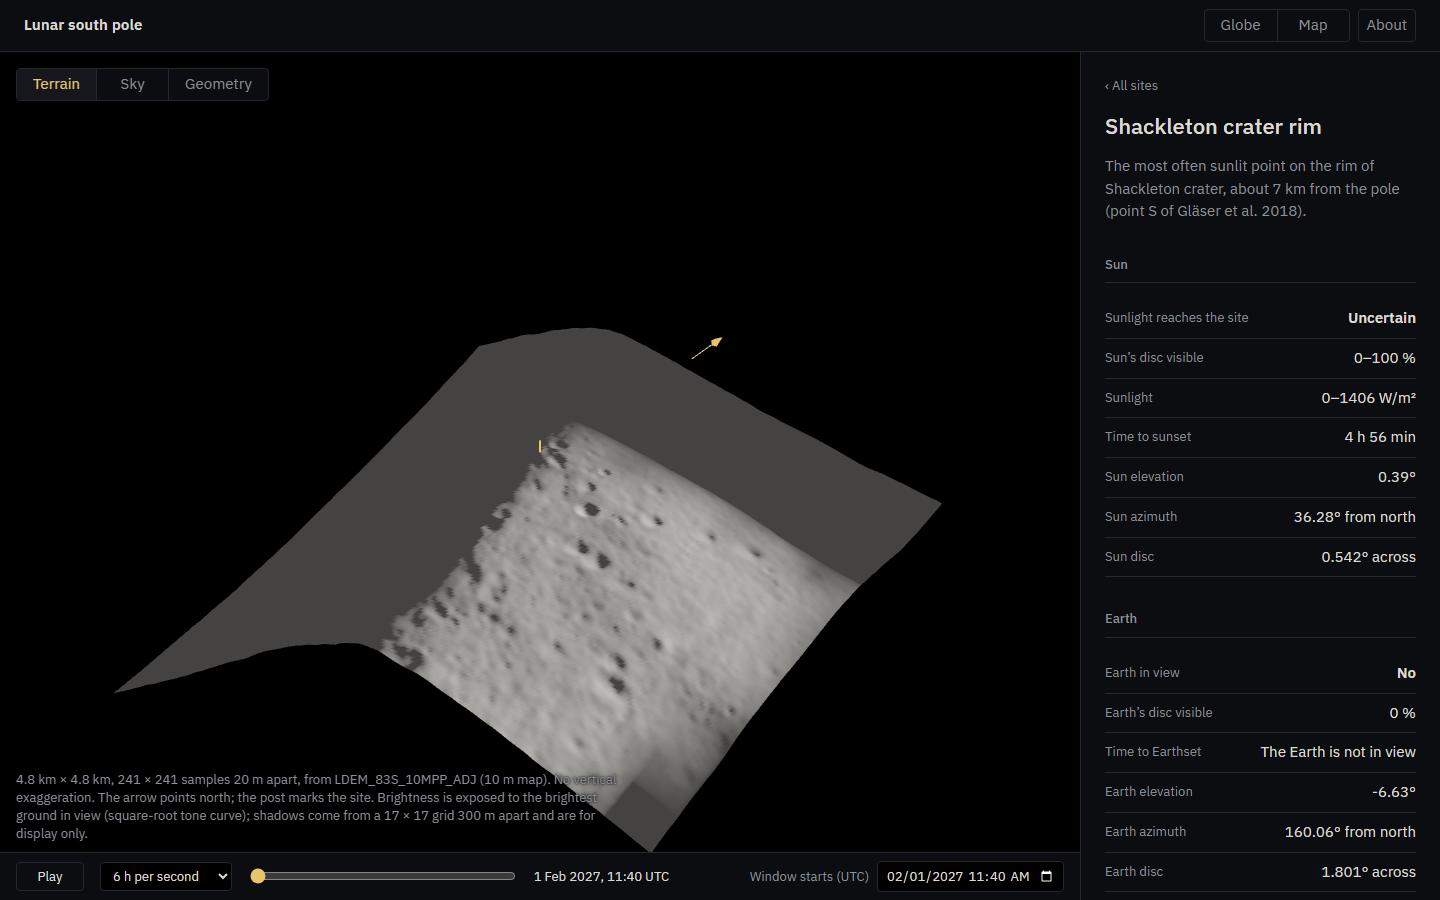 Lunar south pole
Globe
Map
About
Terrain
Sky
Geometry
‹ All sites
Shackleton crater rim
The most often sunlit point on the rim of
Shackleton crater, about 7 km from the pole
(point S of Gläser et al. 2018).
Sun
Sunlight reaches the site Uncertain
Sun’s disc visible 0–100 %
Sunlight 0–1406 W/m²
Time to sunset 4 h 56 min
Sun elevation 0.39°
Sun azimuth 36.28° from north
Sun disc 0.542° across
Earth
Earth in view No
Earth’s disc visible 0 %
Time to Earthset The Earth is not in view
Earth elevation -6.63°
Earth azimuth 160.06° from north
Earth disc 1.801° across
4.8 km × 4.8 km, 241 × 241 samples 20 m apart, from LDEM_83S_10MPP_ADJ (10 m map). No vertical
exaggeration. The arrow points north; the post marks the site. Brightness is exposed to the brightest
ground in view (square-root tone curve); shadows come from a 17 × 17 grid 300 m apart and are for
display only.
Play
6 h per second
1 Feb 2027, 11:40 UTC
Window starts (UTC)
02/01/2027 11:40 AM